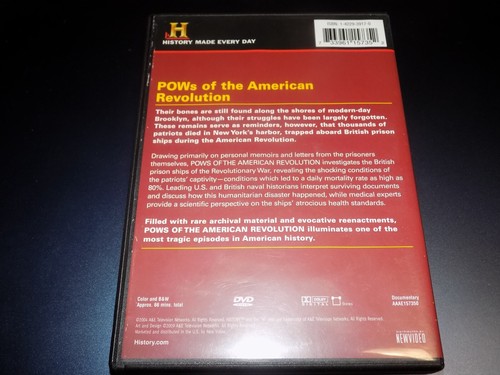 H
HISTORY MADE EVERY DAY
POWs of the American
Revolution
Their bones are still found along the shores of modern-day
Brooklyn, although their struggles have been largely forgotten.
These remains serve as reminders, however, that thousands of
patriots died in New York's harbor, trapped aboard British prison
ships during the American Revolution.
Drawing primarily on personal memoirs and letters from the prisoners
themselves, POWS OF THE AMERICAN REVOLUTION investigates the British
prison ships of the Revolutionary War, revealing the shocking conditions of
the patriots' captivity—conditions which led to a daily mortality rate as high as
80%. Leading U.S. and British naval historians interpret surviving documents
and discuss how this humanitarian disaster happened, while medical experts
provide a scientific perspective on the ships' atrocious health standards.
Filled with rare archival material and evocative reenactments,
POWS OF THE AMERICAN REVOLUTION illuminates one of the
most tragic episodes in American history.
Color and B&W
Approx. 50 mins. total
DVD
DOLBY
DIGITAL
Stereo
Documentary
AAAE157350
History.com
NEWVIDEO